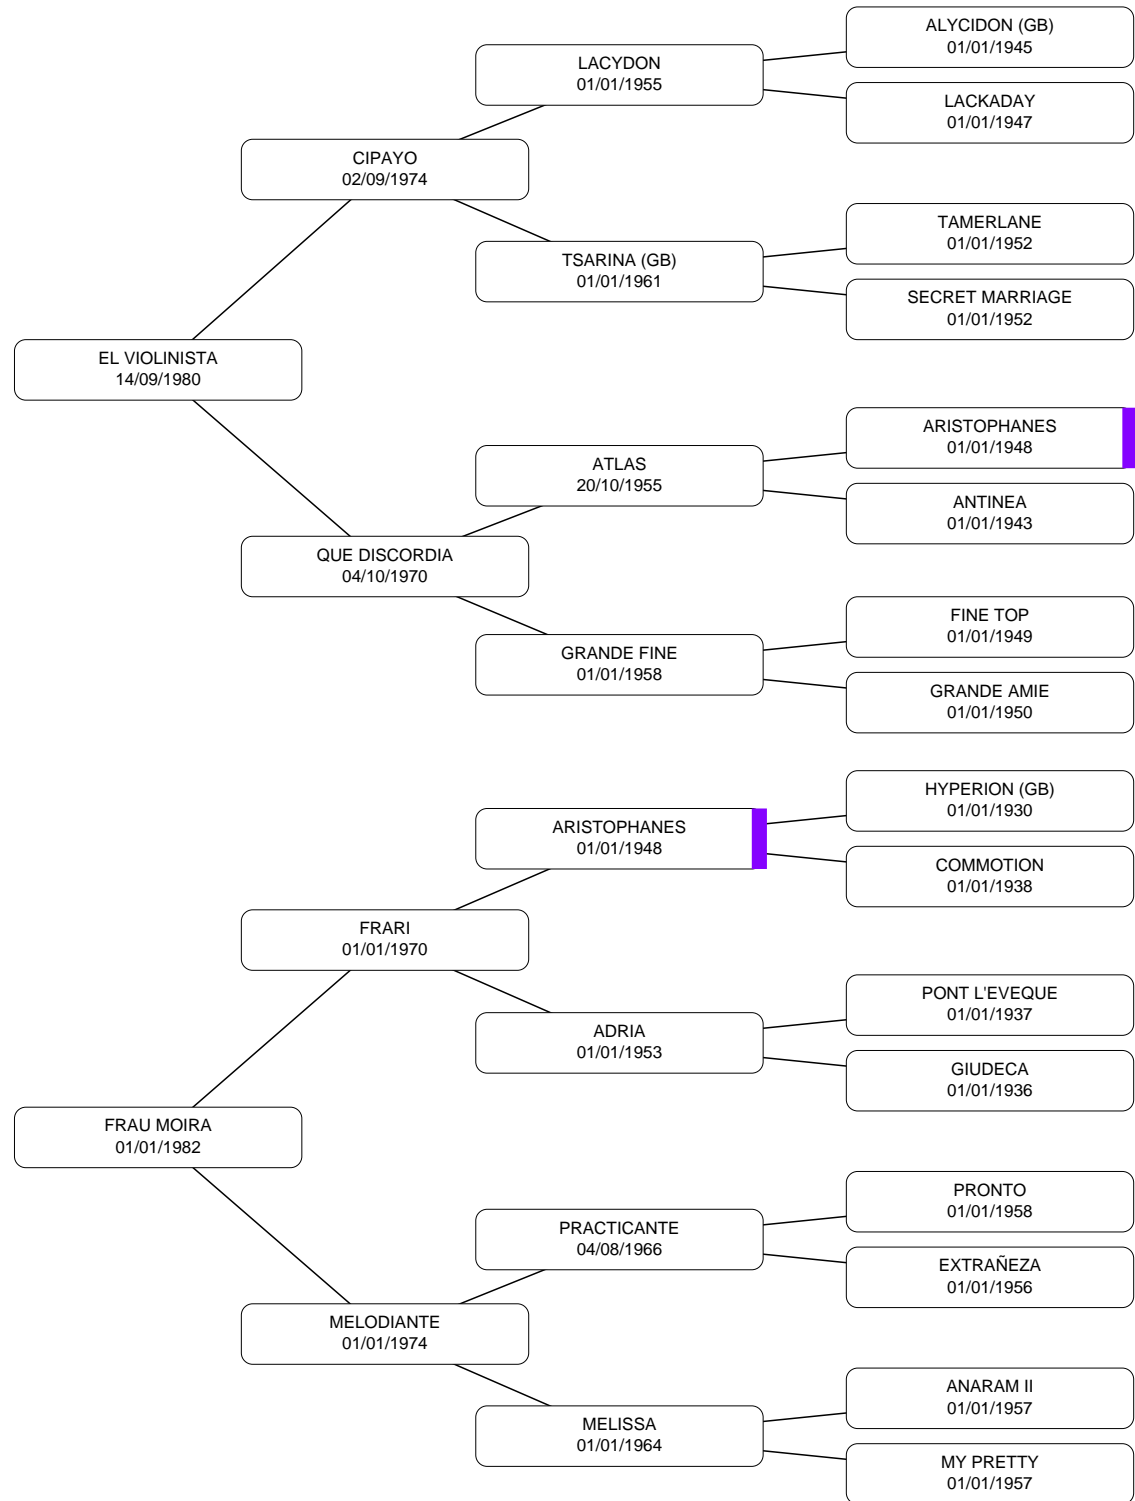 ALYCIDON (GB)
01/01/1945
LACYDON
01/01/1955
LACKADAY
01/01/1947
CIPAYO
02/09/1974
TAMERLANE
01/01/1952
TSARINA (GB)
01/01/1961
SECRET MARRIAGE
01/01/1952
EL VIOLINISTA
14/09/1980
ARISTOPHANES
01/01/1948
ATLAS
20/10/1955
ANTINEA
01/01/1943
QUE DISCORDIA
04/10/1970
FINE TOP
01/01/1949
GRANDE FINE
01/01/1958
GRANDE AMIE
01/01/1950
HYPERION (GB)
01/01/1930
ARISTOPHANES
01/01/1948
COMMOTION
01/01/1938
FRARI
01/01/1970
PONT L'EVEQUE
01/01/1937
ADRIA
01/01/1953
GIUDECA
01/01/1936
FRAU MOIRA
01/01/1982
PRONTO
01/01/1958
PRACTICANTE
04/08/1966
EXTRAÑEZA
01/01/1956
MELODIANTE
01/01/1974
ANARAM II
01/01/1957
MELISSA
01/01/1964
MY PRETTY
01/01/1957